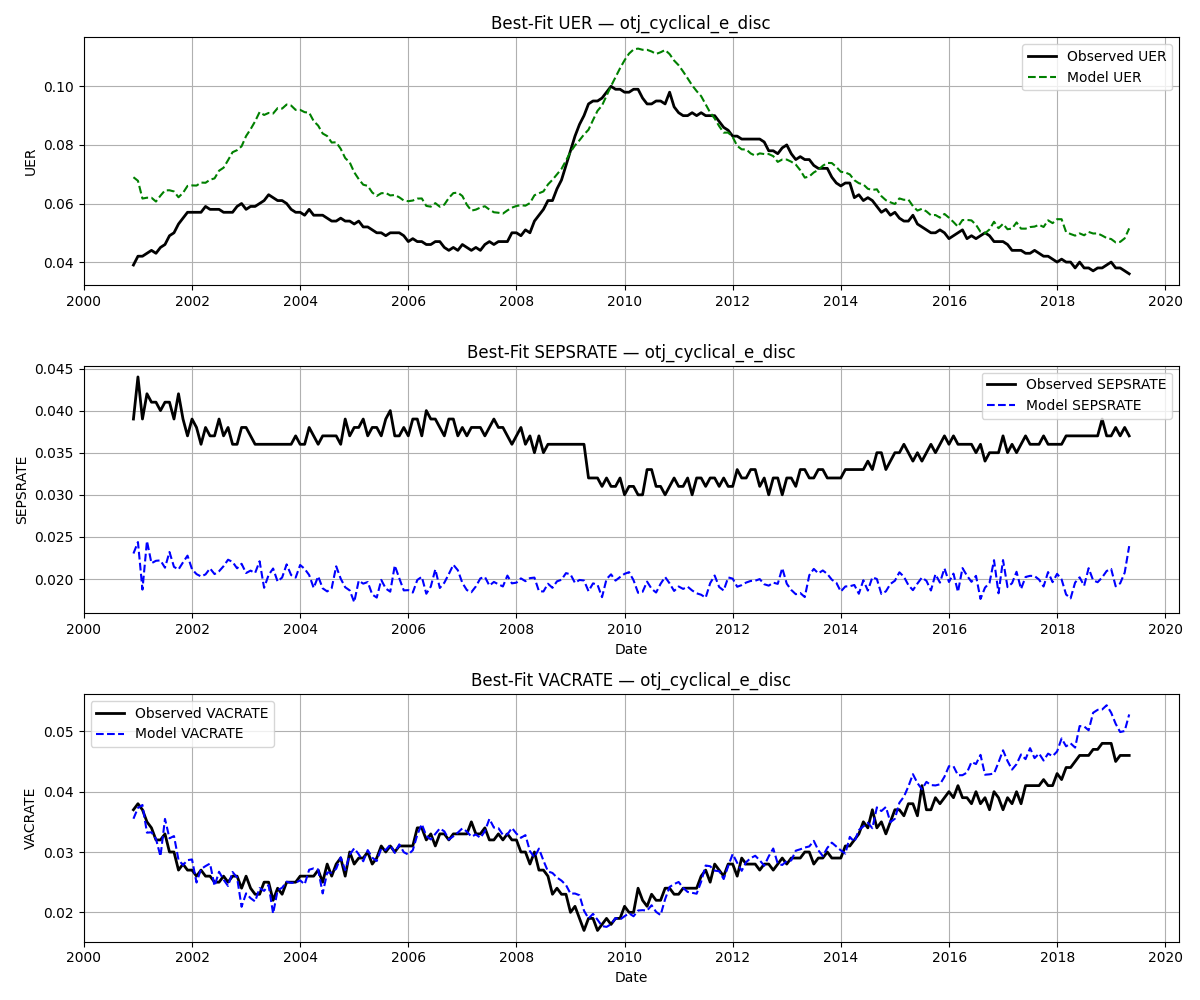 Best-Fit UER — otj_cyclical_e_disc
UER
0.10
0.08
0.06
0.04
Observed UER
Model UER
2000 2002 2004 2006 2008 2010 2012 2014 2016 2018 2020
Best-Fit SEPSRATE — otj_cyclical_e_disc
SEPSRATE
0.045
0.040
0.035
0.030
0.025
0.020
Observed SEPSRATE
Model SEPSRATE
2000 2002 2004 2006 2008 2010 2012 2014 2016 2018 2020
Date
Best-Fit VACRATE — otj_cyclical_e_disc
VACRATE
0.05
0.04
0.03
0.02
Observed VACRATE
Model VACRATE
2000 2002 2004 2006 2008 2010 2012 2014 2016 2018 2020
Date